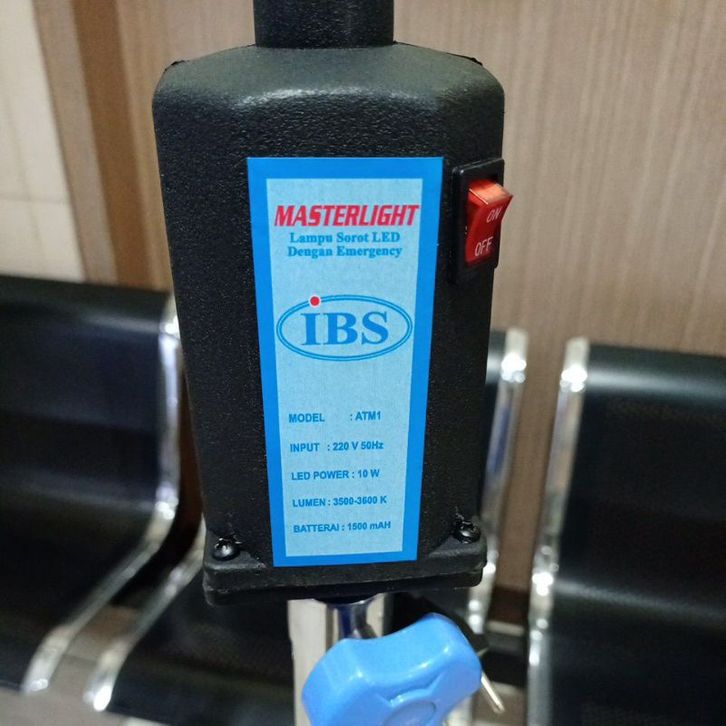 MASTERLIGHT
Lampu Sorot LED
Dengan Emergency
iBS
MODEL : ATM1
INPUT : 220 V 50Hz
LED POWER : 10 W
LUMEN : 3500-3600 K
BATTERAI : 1500 mAH
ON
OFF